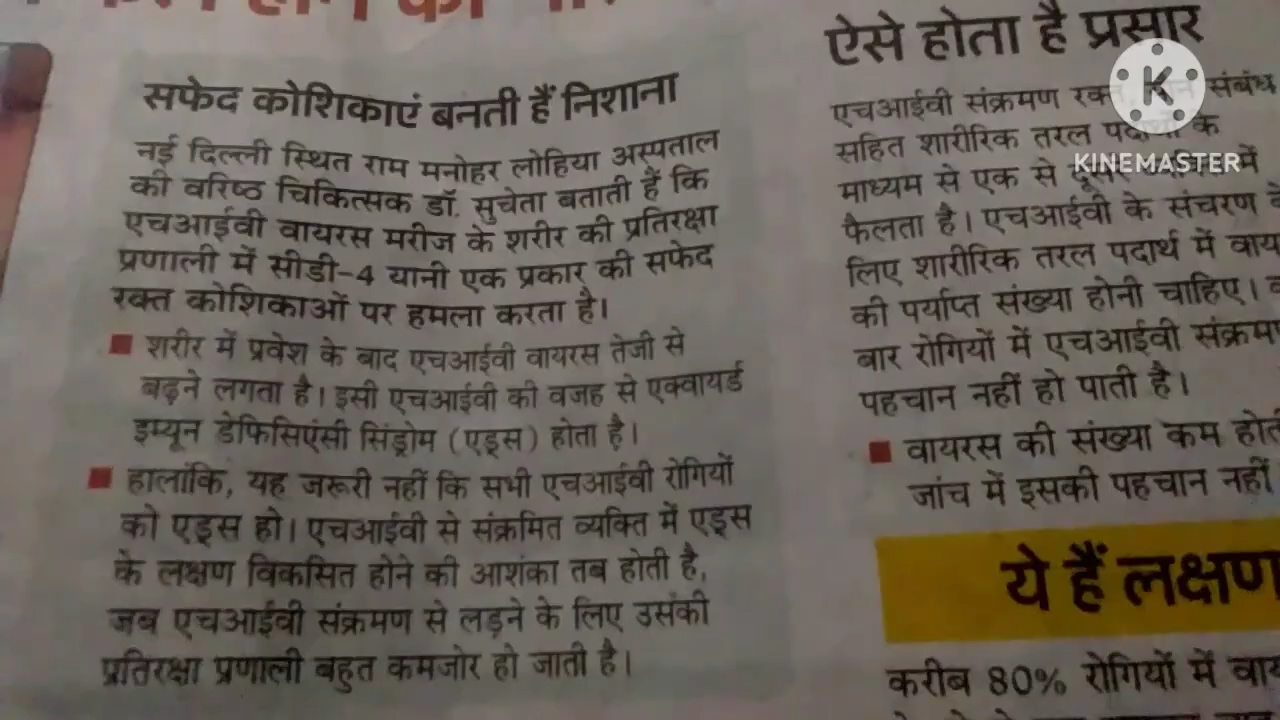 सफेद कोशिकाएं बनती हैं निशाना
नई दिल्ली स्थित राम मनोहर लोहिया अस्पताल
की वरिष्ठ चिकित्सक डॉ. सुचेता बताती हैं कि
एचआईवी वायरस मरीज के शरीर की प्रतिरक्षा
प्रणाली में सीडी-4 यानी एक प्रकार की सफेद
रक्त कोशिकाओं पर हमला करता है।
शरीर में प्रवेश के बाद एचआईवी वायरस तेजी से
बढ़ने लगता है। इसी एचआईवी की वजह से एक्वायर्ड
इम्यून डेफिसिएंसी सिंड्रोम (एड्स) होता है।
हालांकि, यह जरूरी नहीं कि सभी एचआईवी रोगियों
को एड्स हो। एचआईवी से संक्रमित व्यक्ति में एड्स
के लक्षण विकसित होने की आशंका तब होती है,
जब एचआईवी संक्रमण से लड़ने के लिए उसकी
प्रतिरक्षा प्रणाली बहुत कमजोर हो जाती है।
ऐसे होता है प्रसार
एचआईवी संक्रमण रक्त, संबंध
सहित शारीरिक तरल पदार्थों के
माध्यम से एक से में
फैलता है। एचआईवी के संचरण
लिए शारीरिक तरल पदार्थ में
की पर्याप्त संख्या होनी चाहिए।
बार रोगियों में एचआईवी
पहचान नहीं हो पाती है।
वायरस की संख्या कम
जांच में इसकी पहचान नहीं
ये हैं लक्षण
करीब 80% रोगियों में
K
KINEMASTER